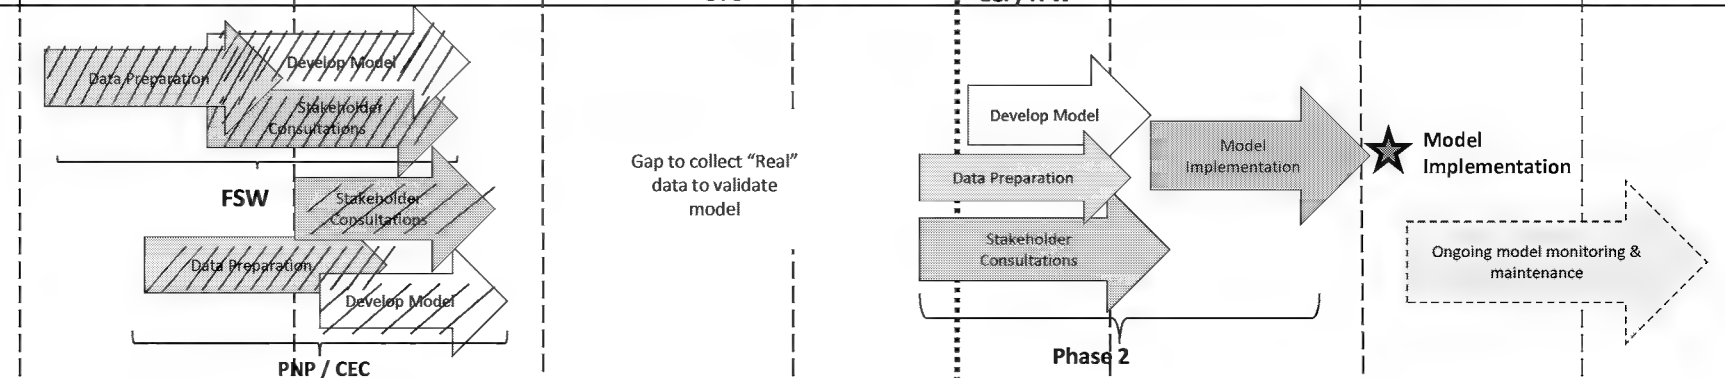 Data Preparation
Develop Model
Stakeholder
Consultations
FSW
Stakeholder
Consultations
Data Preparation
Develop Model
PNP / CEC
Gap to collect “Real”
data to validate
model
Develop Model
Data Preparation
Stakeholder
Consultations
Phase 2
Model
Implementation
Model
Implementation
Ongoing model monitoring &
maintenance